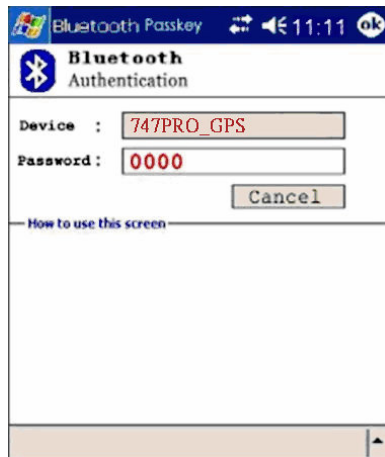 Bluetooth Passkey 11:11 ok
Bluetooth
Authentication
Device : 747PRO_GPS
Password: 0000
Cancel
How to use this screen